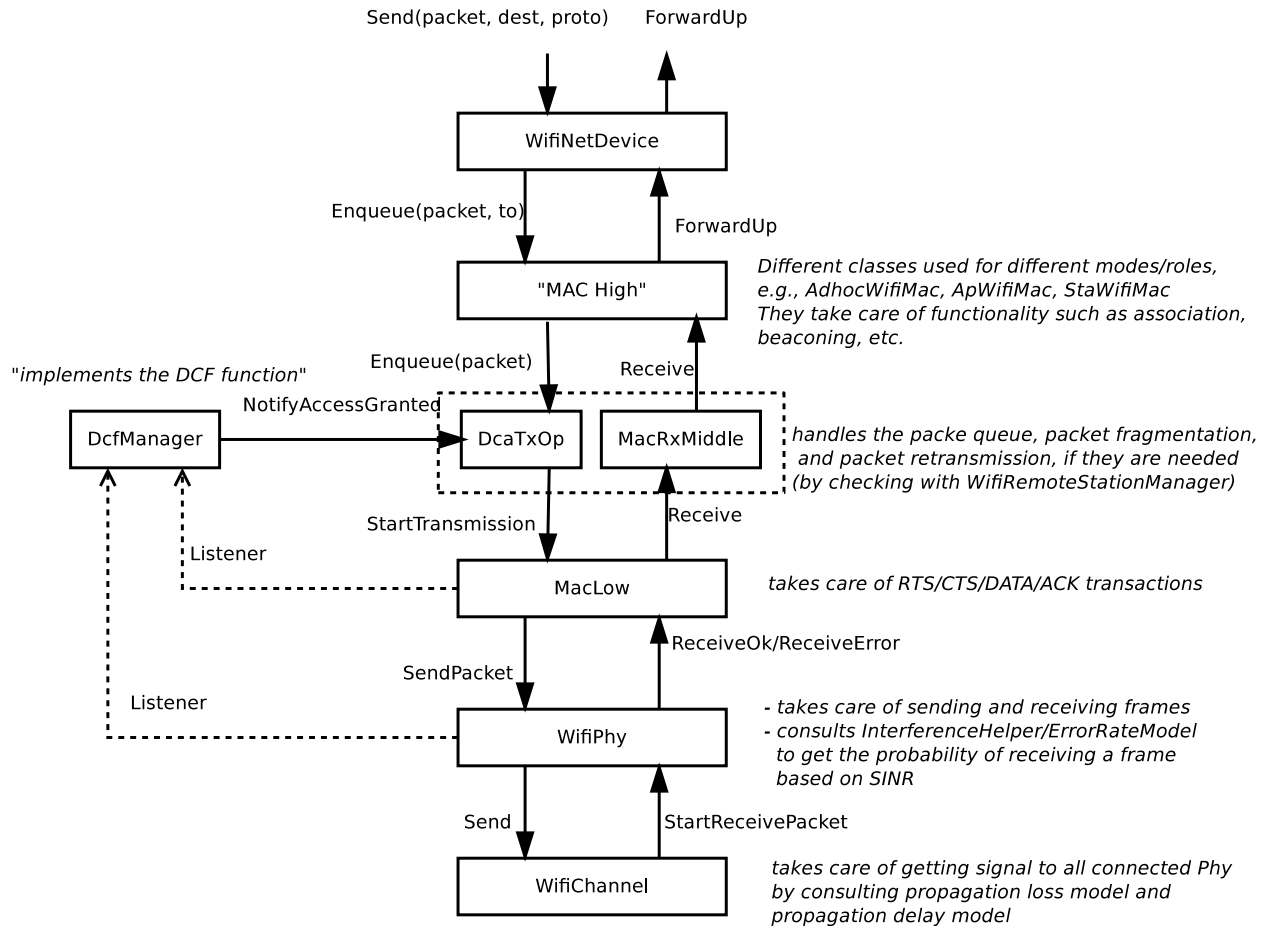 Send(packet, dest, proto)
ForwardUp
WifiNetDevice
Enqueue(packet, to)
ForwardUp
"MAC High"
Different classes used for different modes/roles,
e.g., AdhocWifiMac, ApWifiMac, StaWifiMac
They take care of functionality such as association,
beaconing, etc.
Enqueue(packet)
Receive
"implements the DCF function"
NotifyAccessGranted
DcfManager
DcaTxOp
MacRxMiddle
handles the packe queue, packet fragmentation,
and packet retransmission, if they are needed
(by checking with WifiRemoteStationManager)
StartTransmission
Receive
Listener
MacLow
takes care of RTS/CTS/DATA/ACK transactions
SendPacket
ReceiveOk/ReceiveError
Listener
WifiPhy
- takes care of sending and receiving frames
- consults InterferenceHelper/ErrorRateModel
to get the probability of receiving a frame
based on SINR
Send
StartReceivePacket
WifiChannel
takes care of getting signal to all connected Phy
by consulting propagation loss model and
propagation delay model